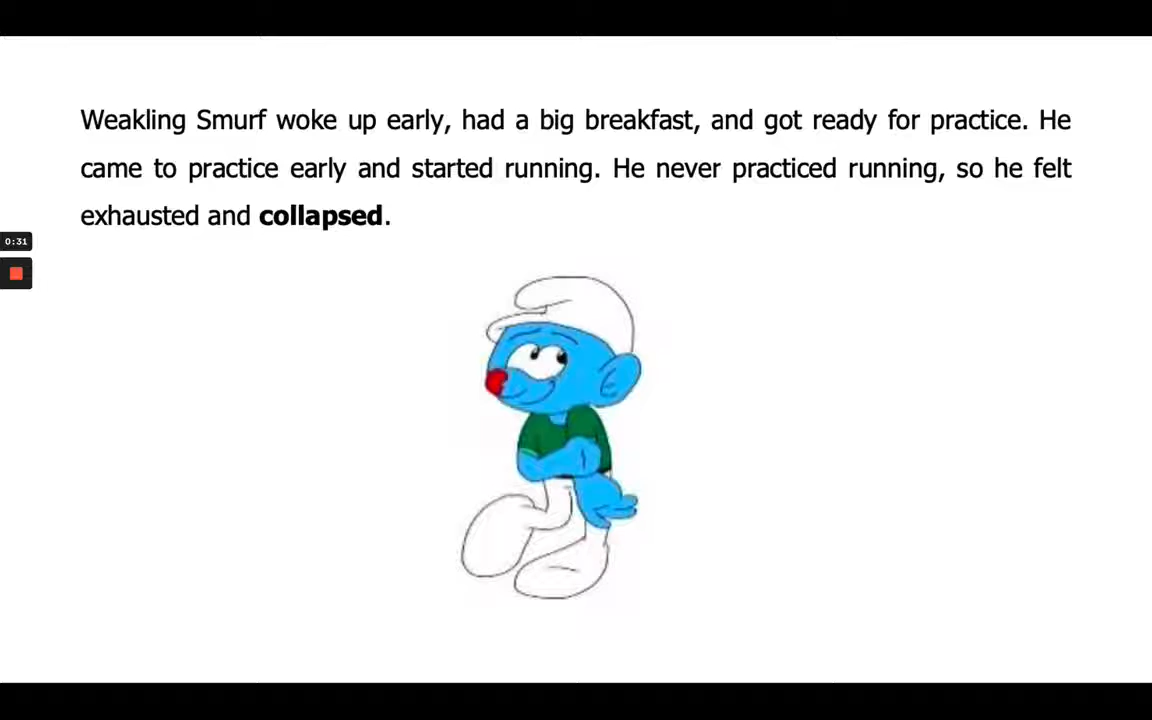 Weakling Smurf woke up early, had a big breakfast, and got ready for practice. He
came to practice early and started running. He never practiced running, so he felt
exhausted and collapsed.
0:31